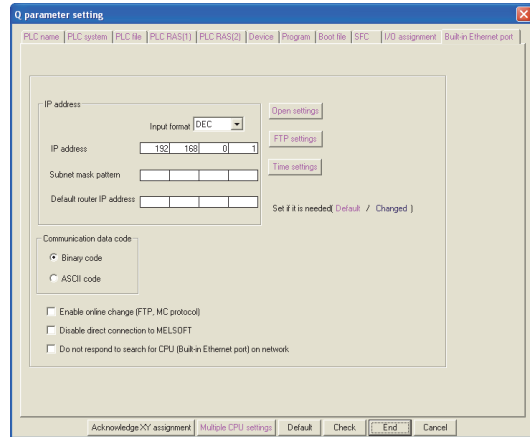 Q parameter setting
PLC name PLC system PLC file PLC RAS(1) PLC RAS(2) Device Program Boot file SFC I/O assignment Built-in Ethernet port
IP address
Input format DEC
IP address 192 168 0 1
Subnet mask pattern
Default router IP address
Open settings
FTP settings
Time settings
Set if it is needed( Default / Changed )
Communication data code
Binary code
ASCII code
Enable online change (FTP, MC protocol)
Disable direct connection to MELSOFT
Do not respond to search for CPU (Built-in Ethernet port) on network
Acknowledge XY assignment Multiple CPU settings Default Check End Cancel